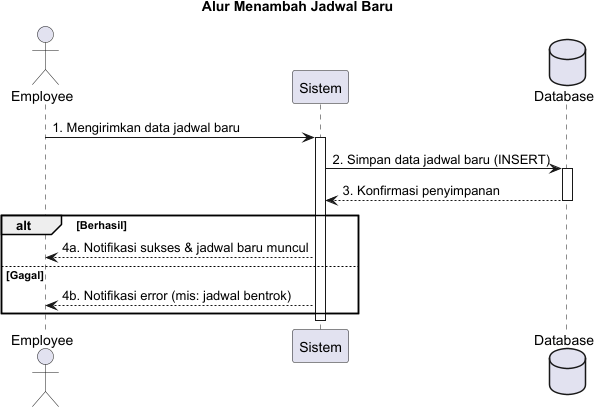 Alur Menambah Jadwal Baru
Employee
Sistem
Database
1. Mengirimkan data jadwal baru
2. Simpan data jadwal baru (INSERT)
3. Konfirmasi penyimpanan
alt
[Berhasil]
4a. Notifikasi sukses & jadwal baru muncul
[Gagal]
4b. Notifikasi error (mis: jadwal bentrok)
Employee
Sistem
Database